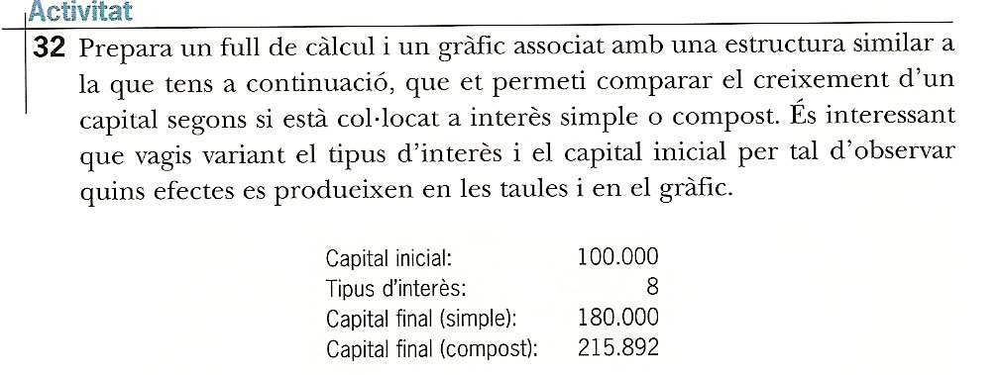 Activitat
32 Prepara un full de càlcul i un gràfic associat amb una estructura similar a
la que tens a continuació, que et permeti comparar el creixement d'un
capital segons si està col·locat a interès simple o compost. És interessant
que vagis variant el tipus d'interès i el capital inicial per tal d'observar
quins efectes es produeixen en les taules i en el gràfic.
Capital inicial: 100.000
Tipus d'interès: 8
Capital final (simple): 180.000
Capital final (compost): 215.892